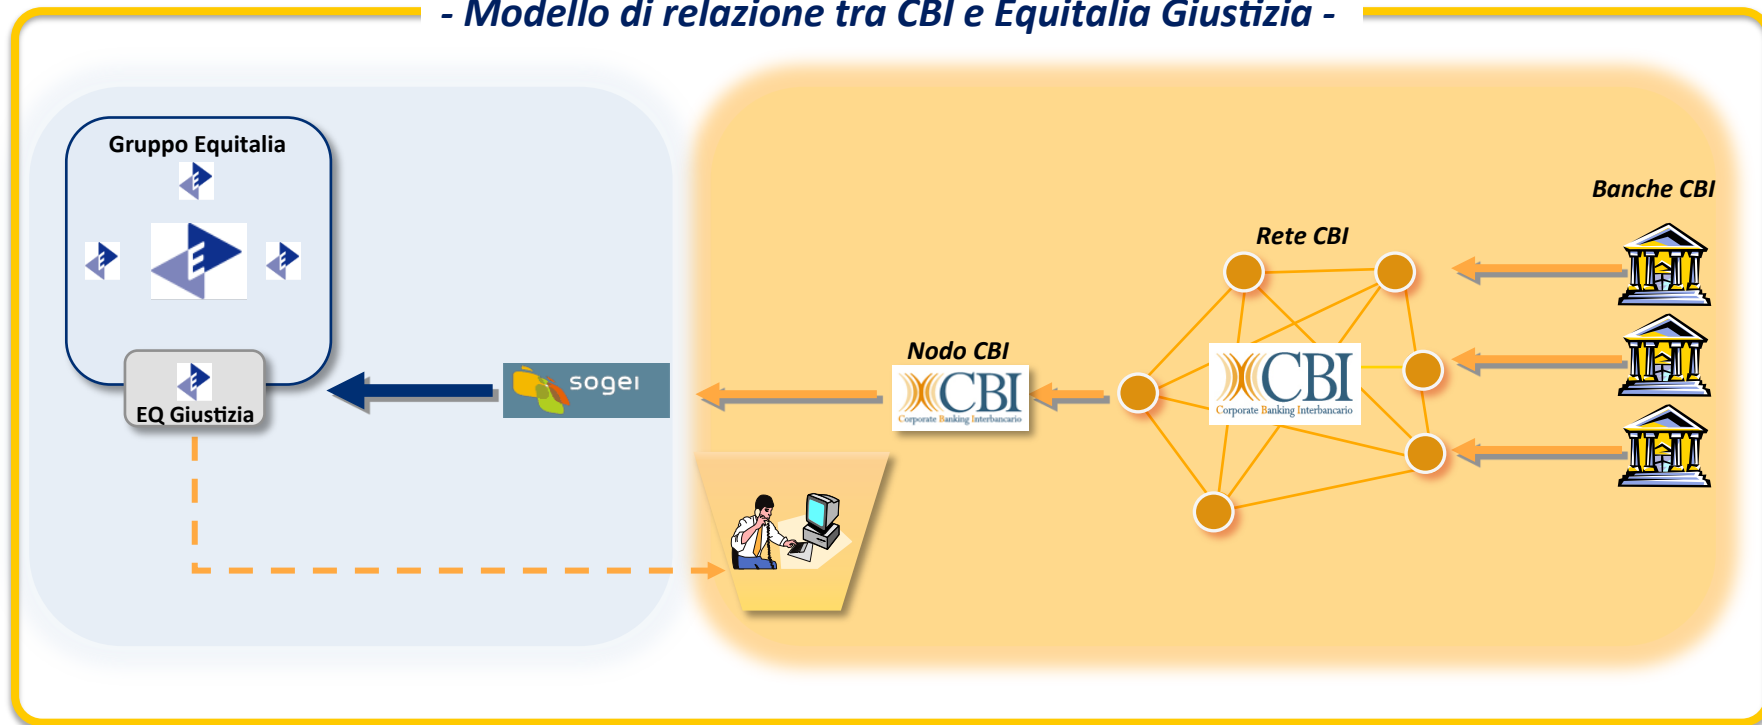 - Modello di relazione tra CBI e Equitalia Giustizia -
Gruppo Equitalia
EQ Giustizia
sogei
Nodo CBI
CBI
Corporate Banking Interbancario
Rete CBI
CBI
Corporate Banking Interbancario
Banche CBI